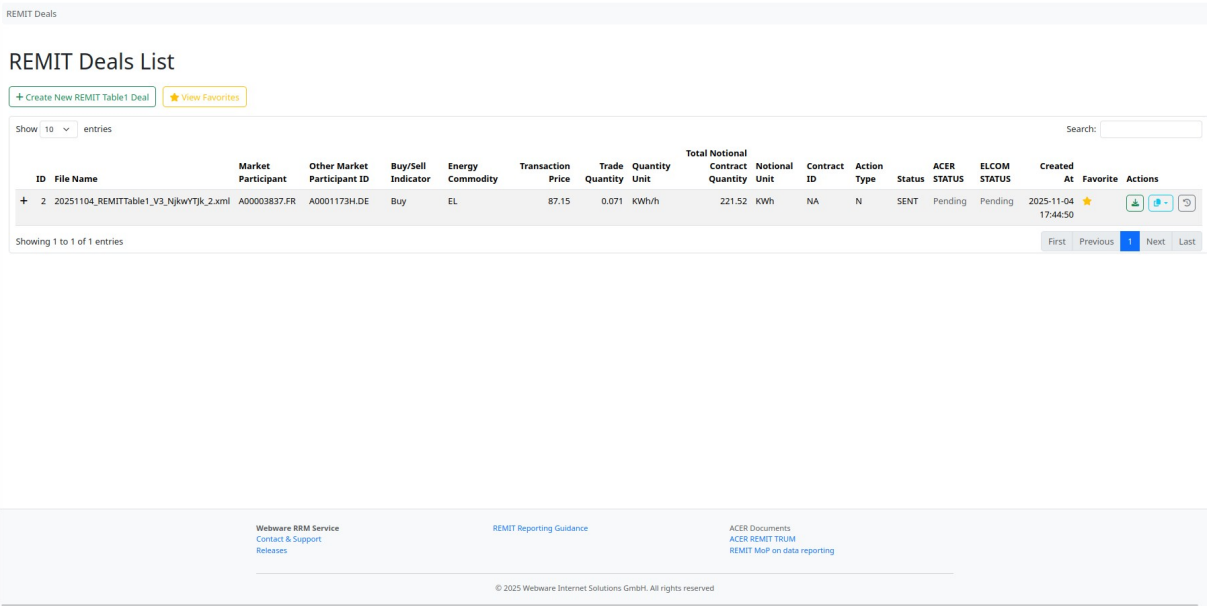 REMIT Deals
REMIT Deals List
+ Create New REMIT Table1 Deal View Favorites
Show 10 entries Search:
ID File Name Market Participant Other Market Participant ID Buy/Sell Indicator Energy Commodity Transaction Price Trade Quantity Quantity Unit Total Notional Contract Quantity Notional Unit Contract ID Action Type Status ACER STATUS ELCOM STATUS Created At Favorite Actions
+ 2 20251104_REMITTable1_V3_NjkwYTJk_2.xml A00003837.FR A0001173H.DE Buy EL 87.15 0.071 KWh/h 221.52 KWh NA N SENT Pending Pending 2025-11-04 17:44:50
Showing 1 to 1 of 1 entries First Previous 1 Next Last
Webware RRM Service
Contact & Support
Releases
REMIT Reporting Guidance
ACER Documents
ACER REMIT TRUM
REMIT MoP on data reporting
© 2025 Webware Internet Solutions GmbH. All rights reserved